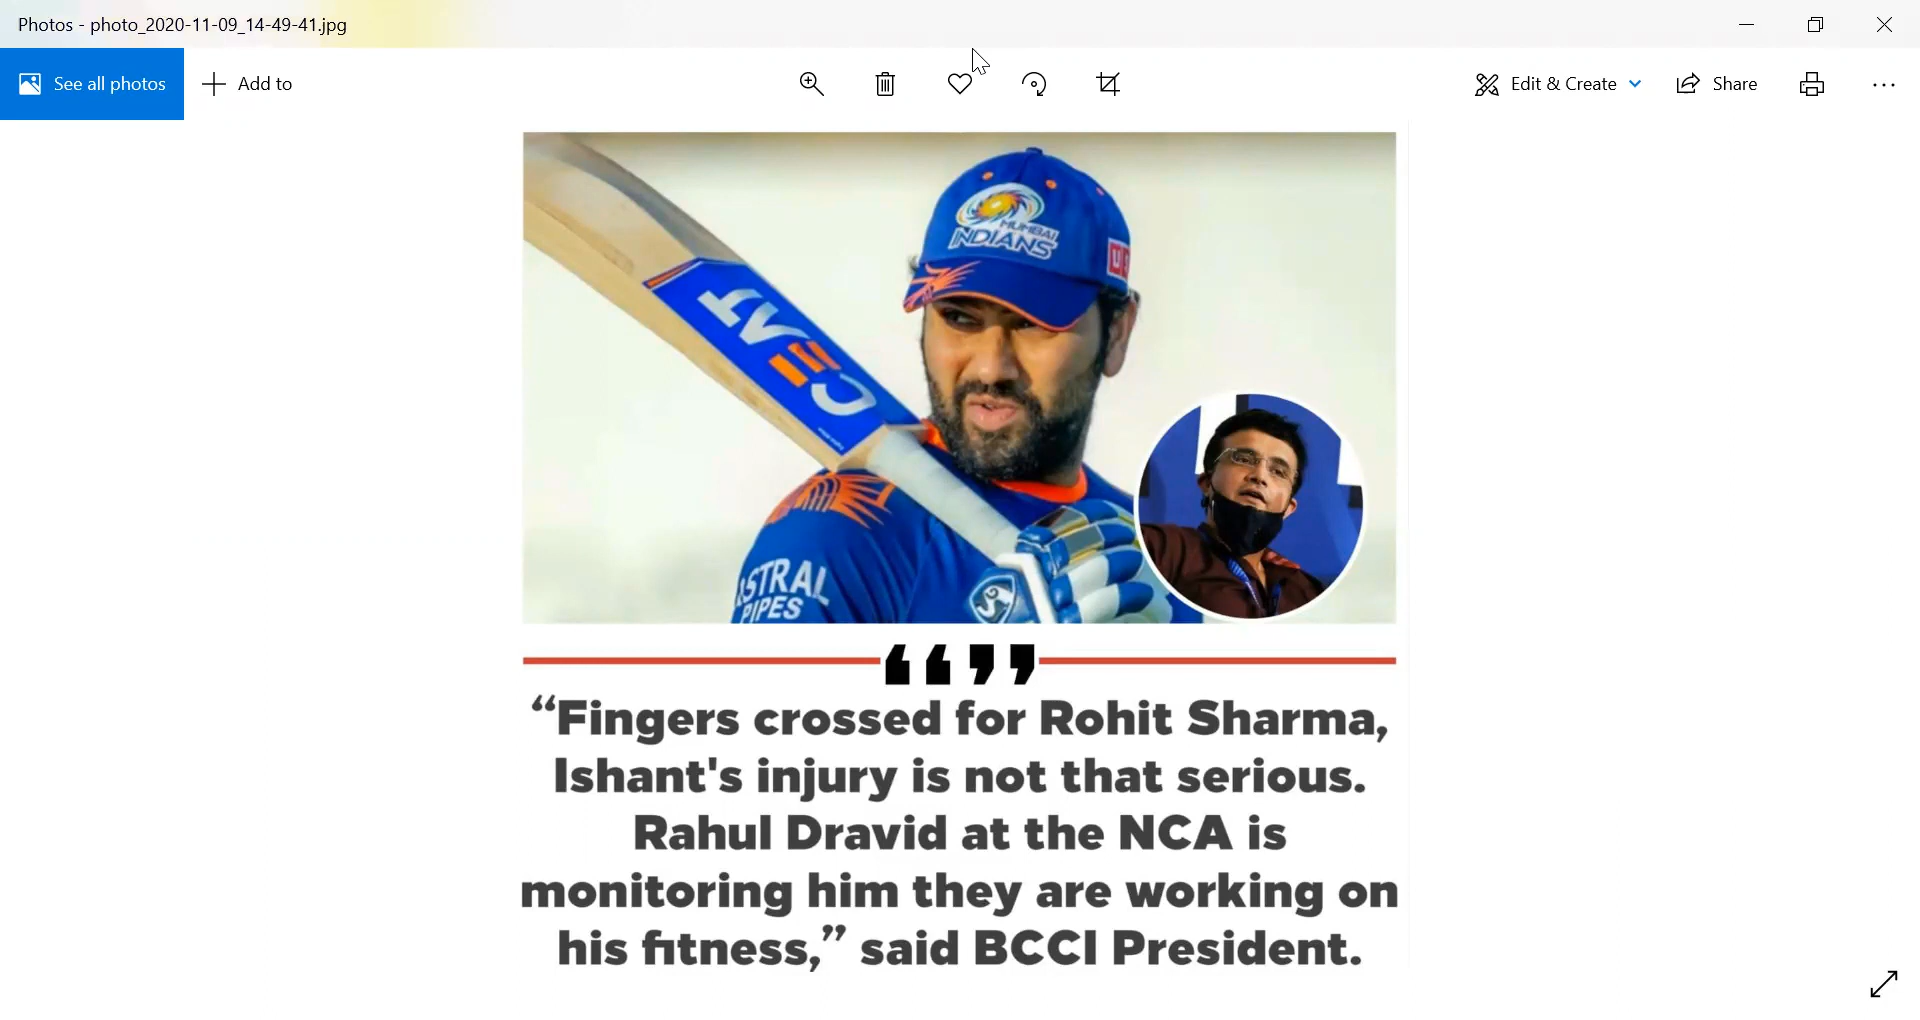 Photos - photo_2020-11-09_14-49-41.jpg
See all photos
Add to
Edit & Create
Share
MUMBAI
INDIANS
CEAT
ASTRAL
PIPES
“Fingers crossed for Rohit Sharma,
Ishant's injury is not that serious.
Rahul Dravid at the NCA is
monitoring him they are working on
his fitness,” said BCCI President.